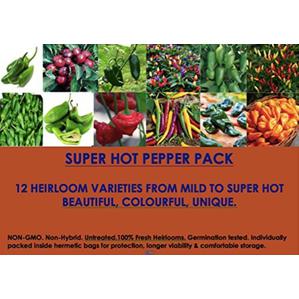 SUPER HOT PEPPER PACK
12 HEIRLOOM VARIETIES FROM MILD TO SUPER HOT
BEAUTIFUL, COLOURFUL, UNIQUE.
NON-GMO. Non-Hybrid. Untreated.100% Fresh Heirlooms. Germination tested. Individually
packed inside hermetic bags for protection, longer viability & comfortable storage.